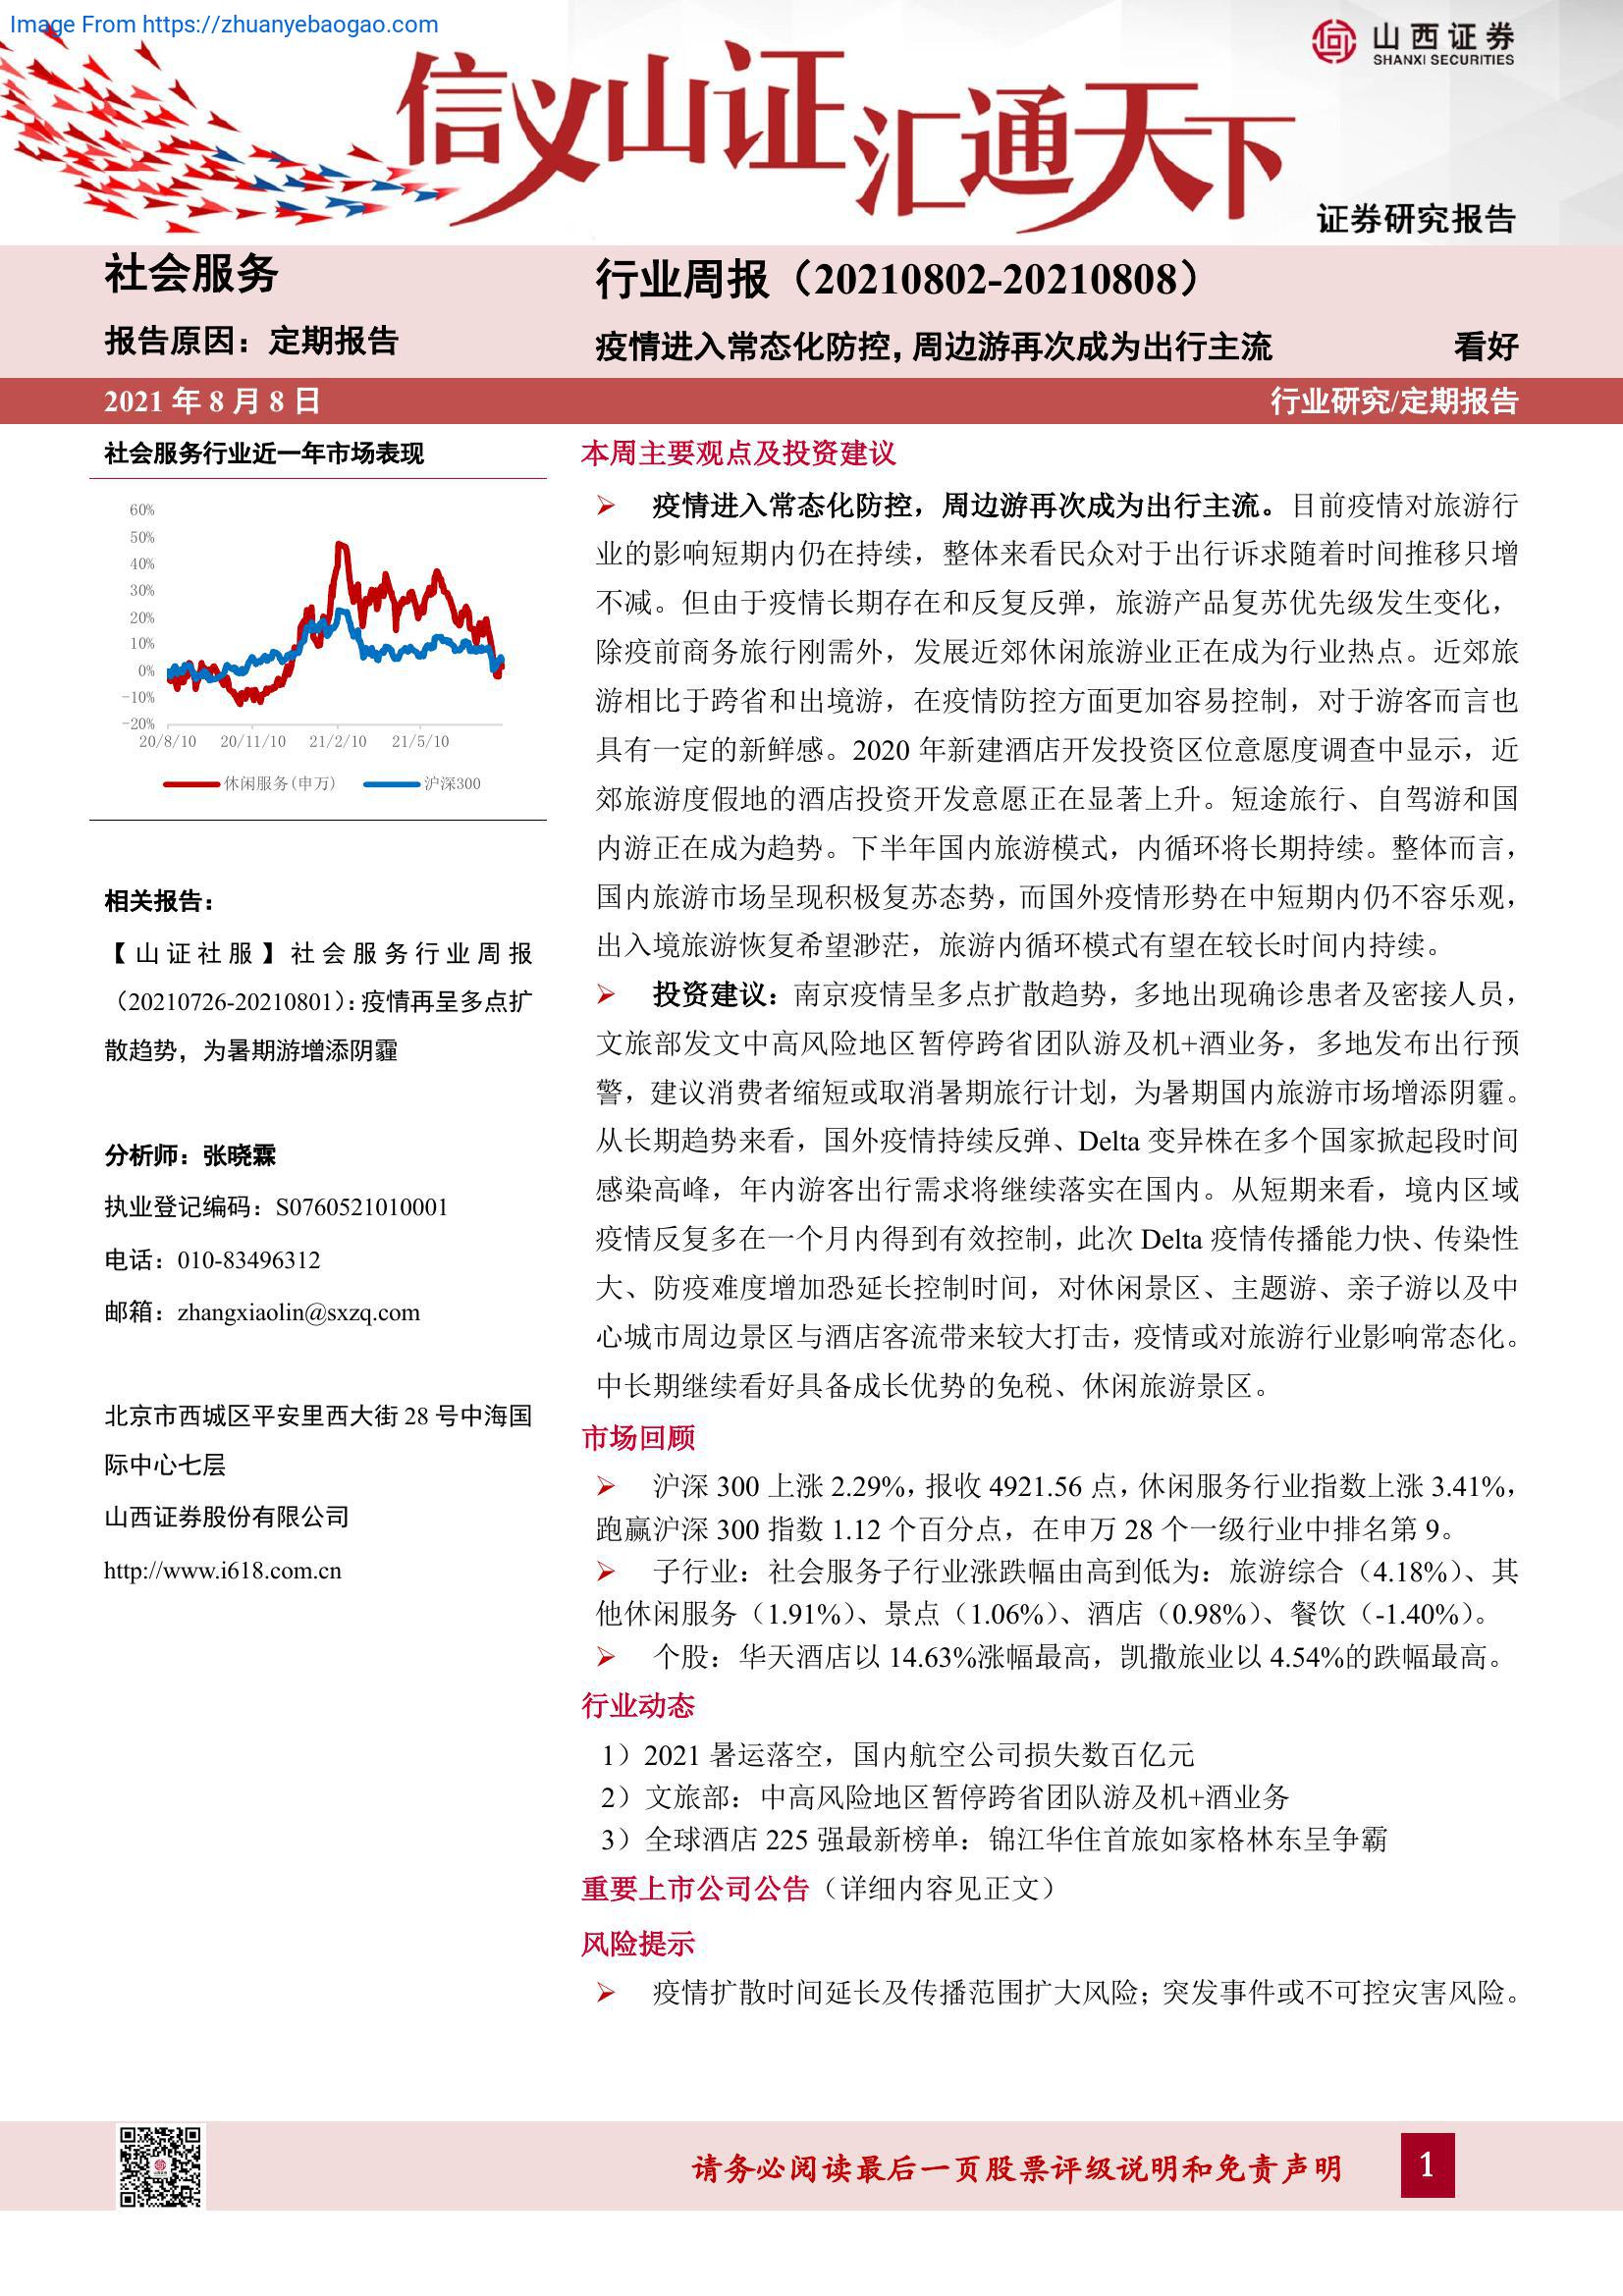 Image From https://zhuanyebaogao.com
山西证券
SHANXI SECURITIES
信义山证汇通天下
证券研究报告
社会服务
行业周报（20210802-20210808）
报告原因：定期报告
疫情进入常态化防控，周边游再次成为出行主流
看好
2021 年 8 月 8 日
行业研究/定期报告
社会服务行业近一年市场表现
60%
50%
40%
30%
20%
10%
0%
-10%
-20%
20/8/10 20/11/10 21/2/10 21/5/10
休闲服务(申万) 沪深300
相关报告：
【山证社服】社会服务行业周报
（20210726-20210801）：疫情再呈多点扩
散趋势，为暑期游增添阴霾
分析师：张晓霖
执业登记编码：S0760521010001
电话：010-83496312
邮箱：zhangxiaolin@sxzq.com
北京市西城区平安里西大街 28 号中海国
际中心七层
山西证券股份有限公司
http://www.i618.com.cn
本周主要观点及投资建议
➢ 疫情进入常态化防控，周边游再次成为出行主流。目前疫情对旅游行
业的影响短期内仍在持续，整体来看民众对于出行诉求随着时间推移只增
不减。但由于疫情长期存在和反复反弹，旅游产品复苏优先级发生变化，
除疫前商务旅行刚需外，发展近郊休闲旅游业正在成为行业热点。近郊旅
游相比于跨省和出境游，在疫情防控方面更加容易控制，对于游客而言也
具有一定的新鲜感。2020 年新建酒店开发投资区位意愿度调查中显示，近
郊旅游度假地的酒店投资开发意愿正在显著上升。短途旅行、自驾游和国
内游正在成为趋势。下半年国内旅游模式，内循环将长期持续。整体而言，
国内旅游市场呈现积极复苏态势，而国外疫情形势在中短期内仍不容乐观，
出入境旅游恢复希望渺茫，旅游内循环模式有望在较长时间内持续。
➢ 投资建议：南京疫情呈多点扩散趋势，多地出现确诊患者及密接人员，
文旅部发文中高风险地区暂停跨省团队游及机+酒业务，多地发布出行预
警，建议消费者缩短或取消暑期旅行计划，为暑期国内旅游市场增添阴霾。
从长期趋势来看，国外疫情持续反弹、Delta 变异株在多个国家掀起段时间
感染高峰，年内游客出行需求将继续落实在国内。从短期来看，境内区域
疫情反复多在一个月内得到有效控制，此次 Delta 疫情传播能力快、传染性
大、防疫难度增加恐延长控制时间，对休闲景区、主题游、亲子游以及中
心城市周边景区与酒店客流带来较大打击，疫情或对旅游行业影响常态化。
中长期继续看好具备成长优势的免税、休闲旅游景区。
市场回顾
➢ 沪深 300 上涨 2.29%，报收 4921.56 点，休闲服务行业指数上涨 3.41%，
跑赢沪深 300 指数 1.12 个百分点，在申万 28 个一级行业中排名第 9。
➢ 子行业：社会服务子行业涨跌幅由高到低为：旅游综合（4.18%）、其
他休闲服务（1.91%）、景点（1.06%）、酒店（0.98%）、餐饮（-1.40%）。
➢ 个股：华天酒店以 14.63%涨幅最高，凯撒旅业以 4.54%的跌幅最高。
行业动态
1）2021 暑运落空，国内航空公司损失数百亿元
2）文旅部：中高风险地区暂停跨省团队游及机+酒业务
3）全球酒店 225 强最新榜单：锦江华住首旅如家格林东呈争霸
重要上市公司公告（详细内容见正文）
风险提示
➢ 疫情扩散时间延长及传播范围扩大风险；突发事件或不可控灾害风险。
请务必阅读最后一页股票评级说明和免责声明
1